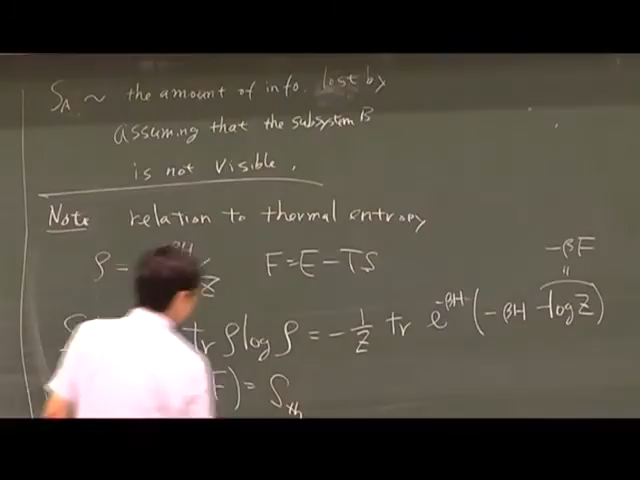 S_A ~ the amount of info. lost by
assuming that the subsystem B
is not visible.
Note relation to thermal entropy
-βF
ρ = βH Z F = E - TS
"
tr ρ log ρ = - 1/Z tr e^{-βH} (-βH - log Z)
F) = S_th